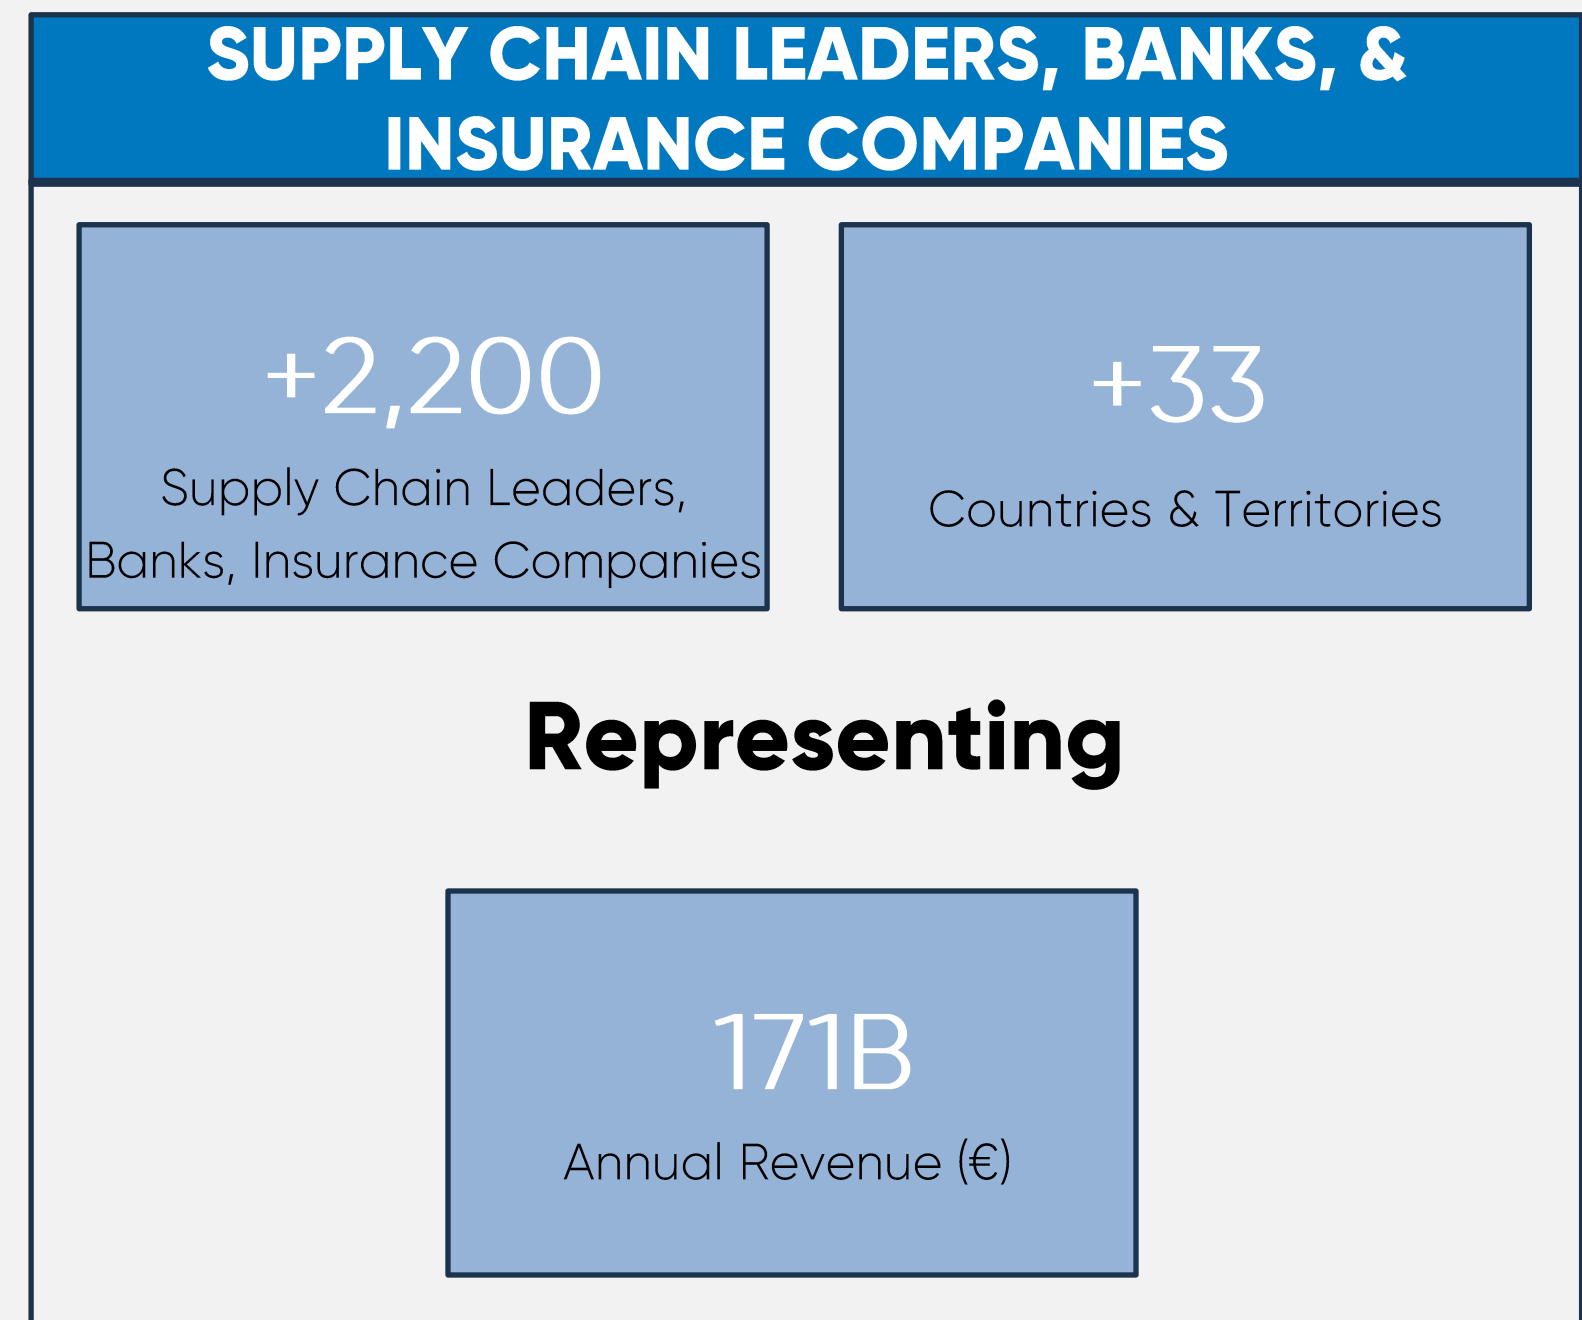 SUPPLY CHAIN LEADERS, BANKS, &
INSURANCE COMPANIES
+2,200
Supply Chain Leaders,
Banks, Insurance Companies
+33
Countries & Territories
Representing
171B
Annual Revenue (€)